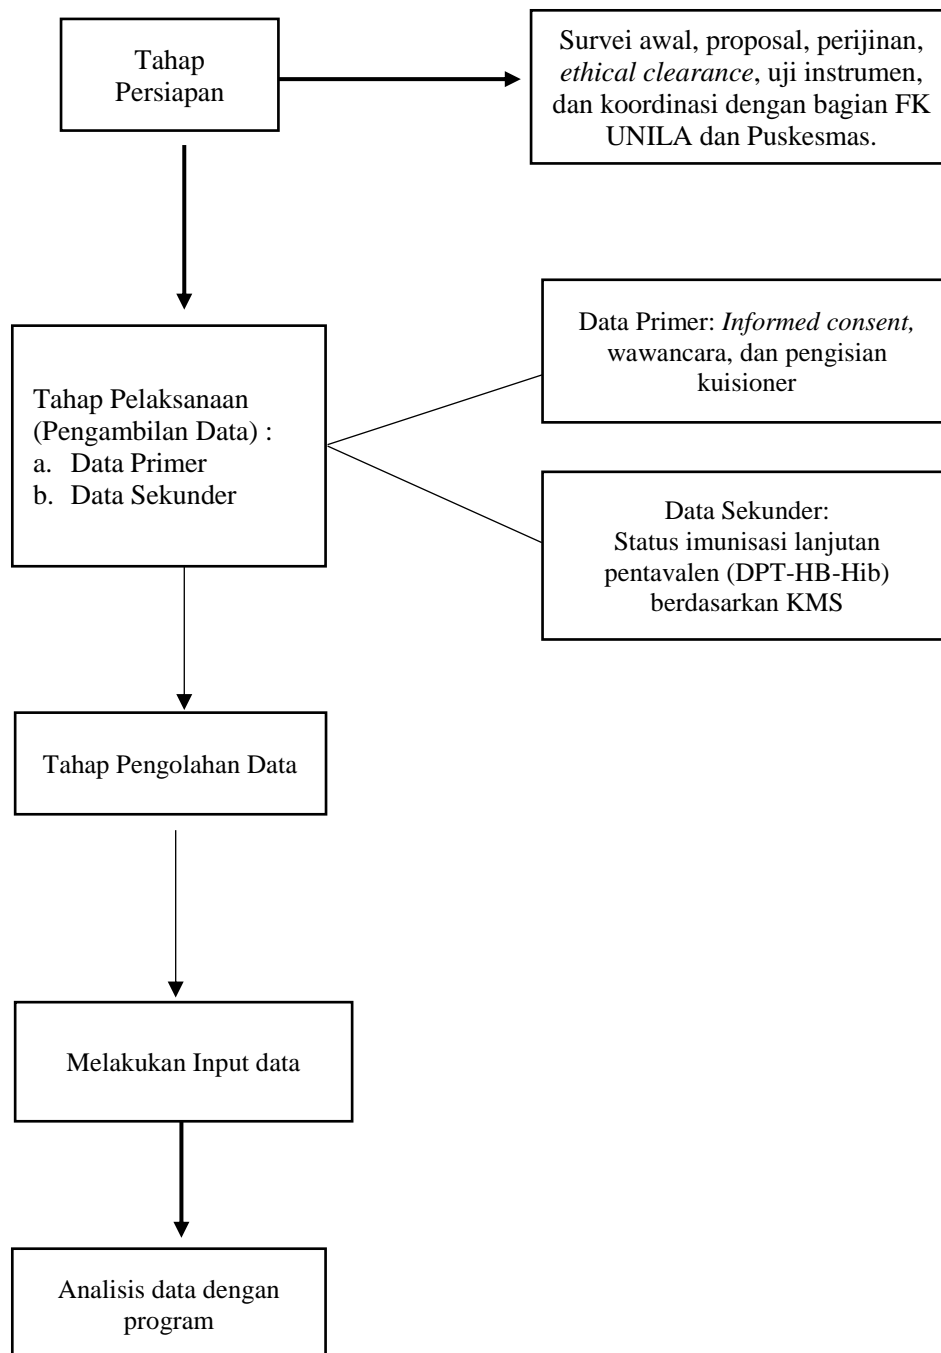 Tahap
Persiapan
Survei awal, proposal, perijinan,
ethical clearance, uji instrumen,
dan koordinasi dengan bagian FK
UNILA dan Puskesmas.
Tahap Pelaksanaan
(Pengambilan Data) :
a. Data Primer
b. Data Sekunder
Data Primer: Informed consent,
wawancara, dan pengisian
kuisioner
Data Sekunder:
Status imunisasi lanjutan
pentavalen (DPT-HB-Hib)
berdasarkan KMS
Tahap Pengolahan Data
Melakukan Input data
Analisis data dengan
program